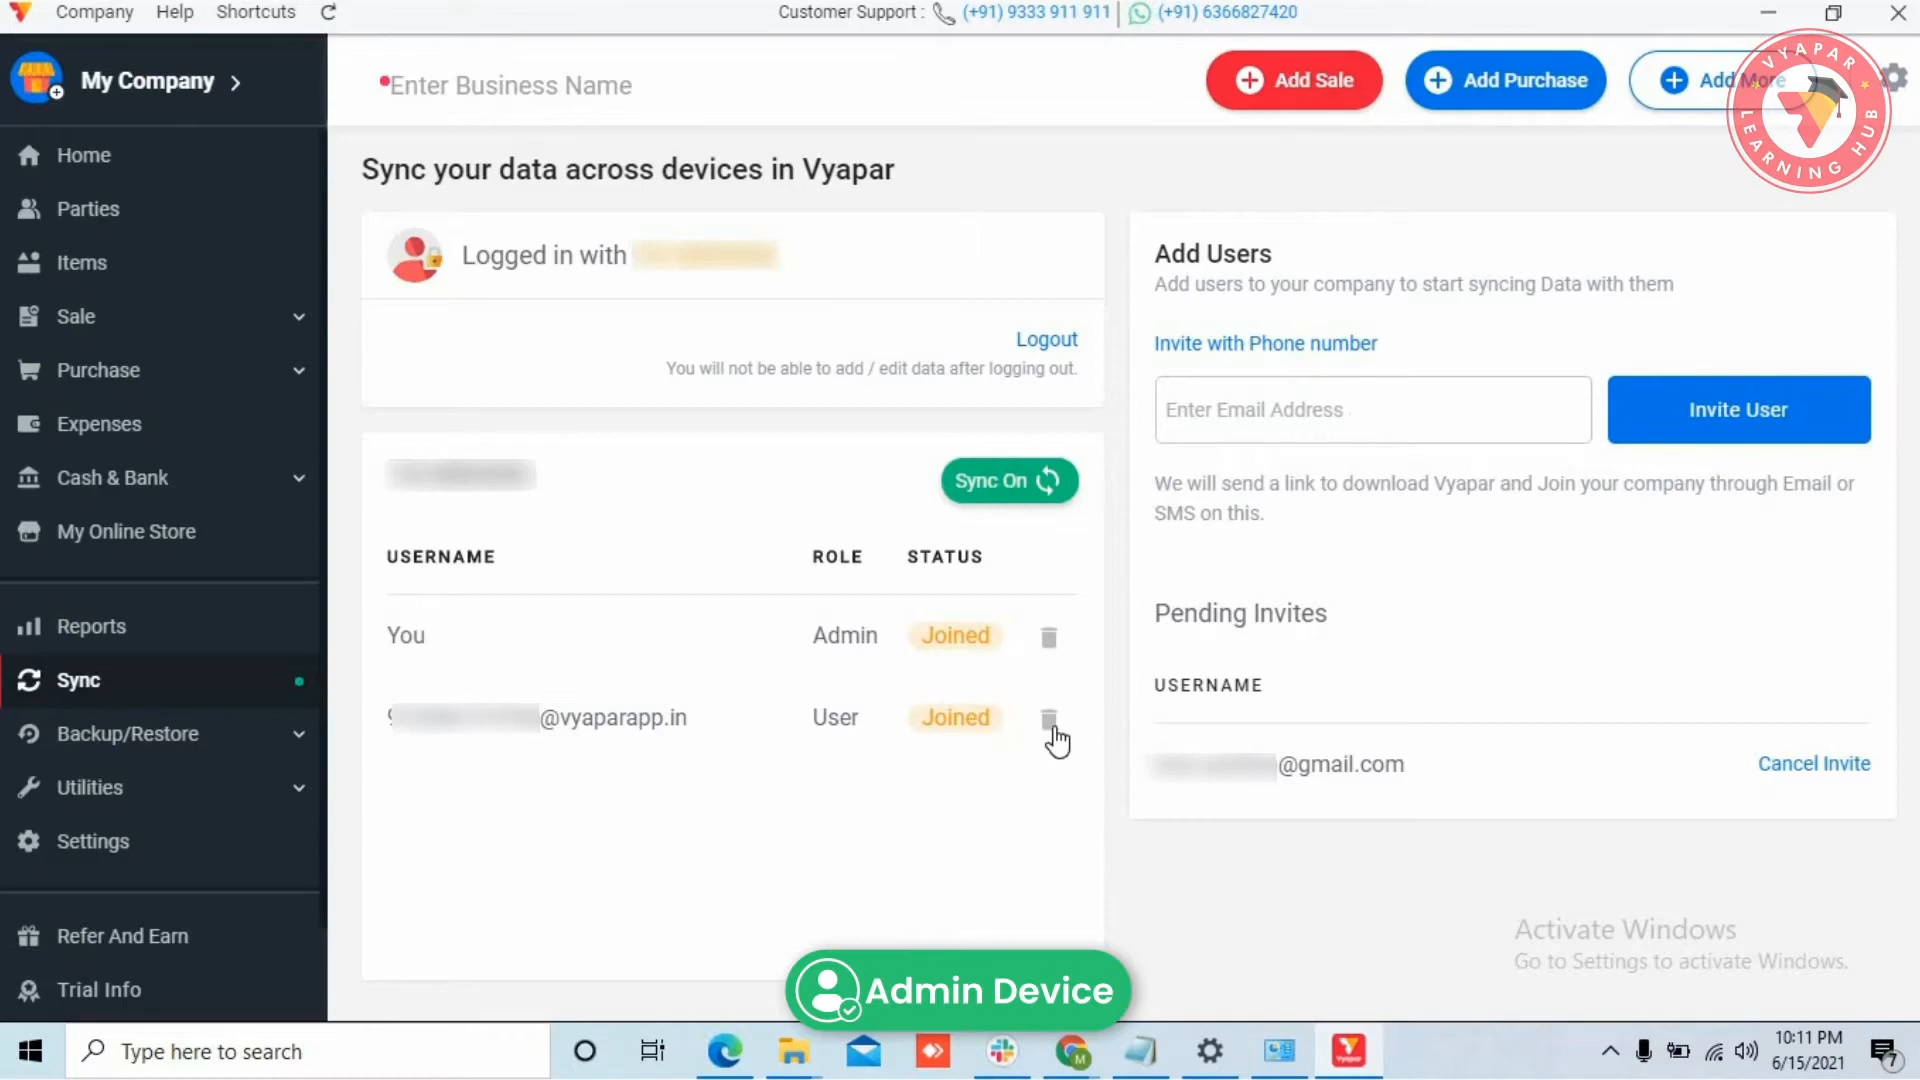 Company Help Shortcuts
Customer Support : (+91) 9333 911 911 (+91) 6366827420
My Company
Enter Business Name
Add Sale
Add Purchase
Add More
VYAPAR LEARNING HUB
Home
Parties
Items
Sale
Purchase
Expenses
Cash & Bank
My Online Store
Reports
Sync
Backup/Restore
Utilities
Settings
Refer And Earn
Trial Info
Sync your data across devices in Vyapar
Logged in with
Logout
You will not be able to add / edit data after logging out.
Sync On
USERNAME ROLE STATUS
You Admin Joined
@vyaparapp.in User Joined
Add Users
Add users to your company to start syncing Data with them
Invite with Phone number
Enter Email Address
Invite User
We will send a link to download Vyapar and Join your company through Email or
SMS on this.
Pending Invites
USERNAME
@gmail.com Cancel Invite
Activate Windows
Go to Settings to activate Windows.
Admin Device
Type here to search
M
Vyapar
10:11 PM
6/15/2021
7